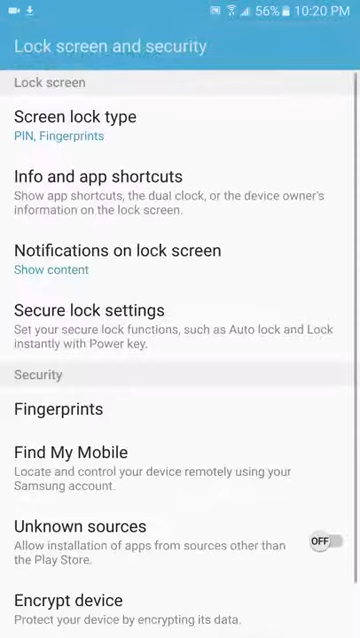 56% 10:20 PM
Lock screen and security
Lock screen
Screen lock type
PIN, Fingerprints
Info and app shortcuts
Show app shortcuts, the dual clock, or the device owner's
information on the lock screen.
Notifications on lock screen
Show content
Secure lock settings
Set your secure lock functions, such as Auto lock and Lock
instantly with Power key.
Security
Fingerprints
Find My Mobile
Locate and control your device remotely using your
Samsung account.
Unknown sources
OFF
Allow installation of apps from sources other than
the Play Store.
Encrypt device
Protect your device by encrypting its data.